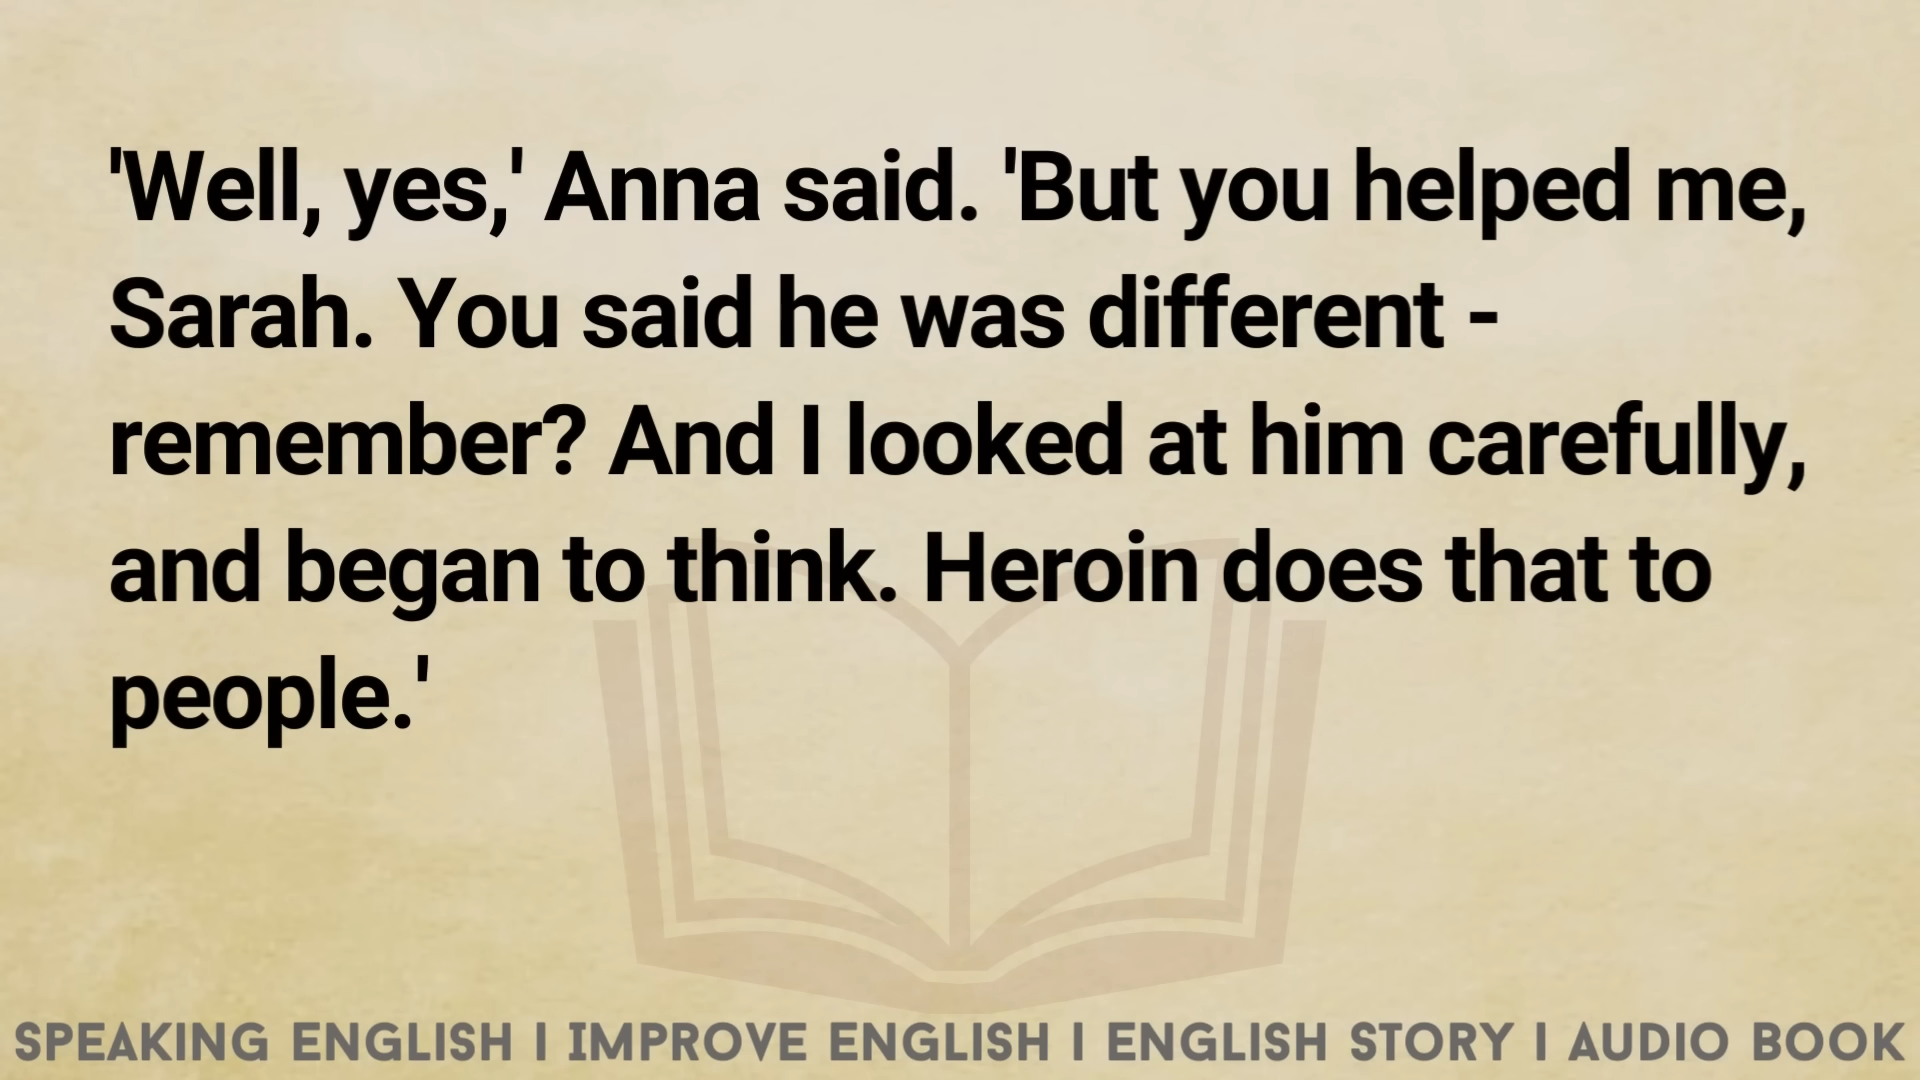 'Well, yes,' Anna said. 'But you helped me,
Sarah. You said he was different -
remember? And I looked at him carefully,
and began to think. Heroin does that to
people.'
SPEAKING ENGLISH I IMPROVE ENGLISH I ENGLISH STORY I AUDIO BOOK